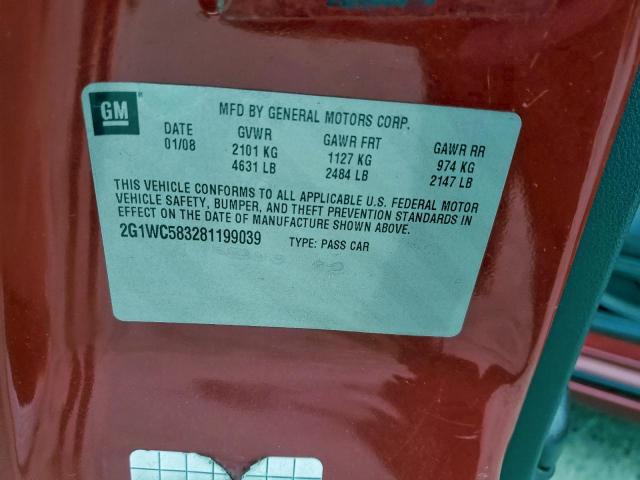 GM
MFD BY GENERAL MOTORS CORP.
DATE GVWR GAWR FRT GAWR RR
01/08 2101 KG 1127 KG 974 KG
4631 LB 2484 LB 2147 LB
THIS VEHICLE CONFORMS TO ALL APPLICABLE U.S. FEDERAL MOTOR
VEHICLE SAFETY, BUMPER, AND THEFT PREVENTION STANDARDS IN
EFFECT ON THE DATE OF MANUFACTURE SHOWN ABOVE.
2G1WC583281199039 TYPE: PASS CAR